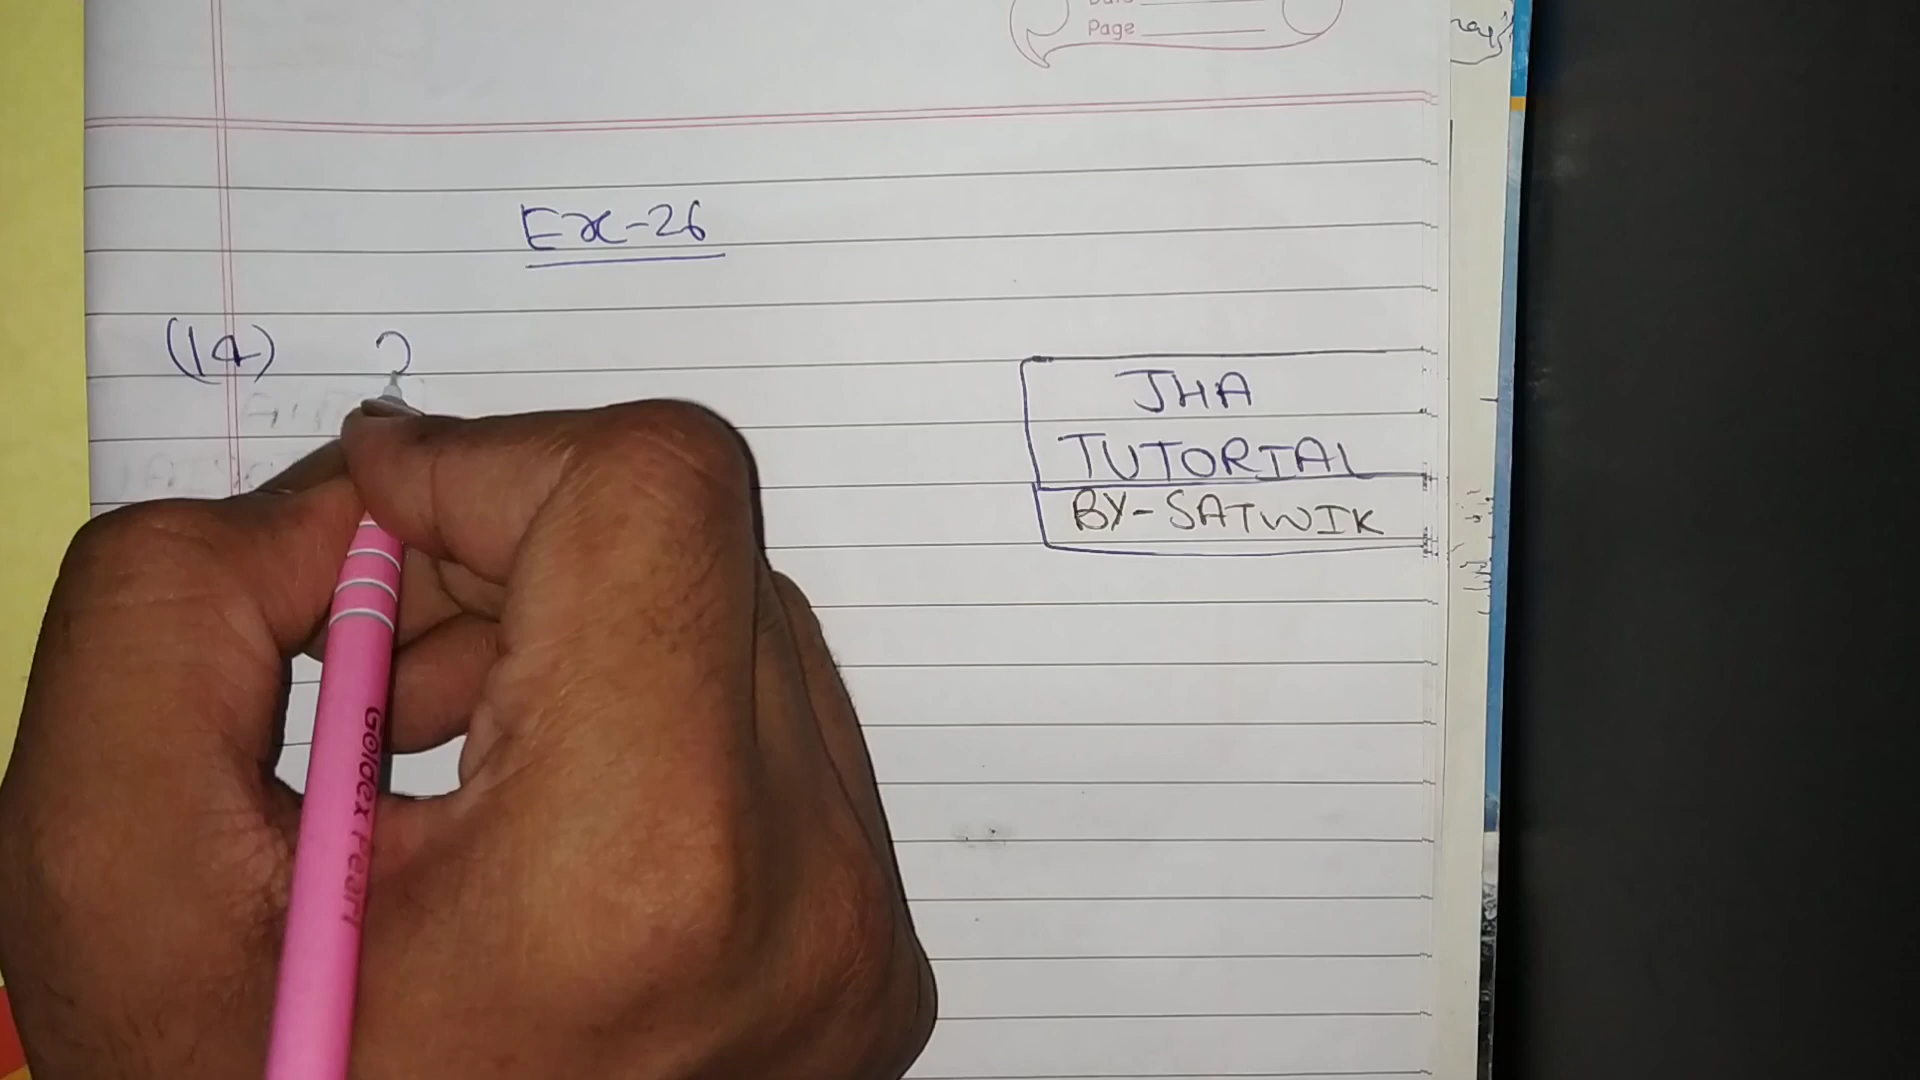 Page
Ex-26
(14)
JHA
TUTORIAL
BY-SATWIK
Goldex Pearl